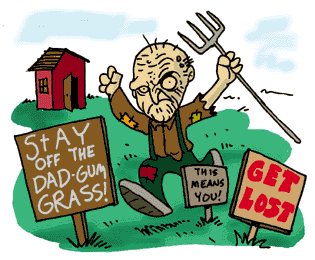 StAY
OFF THE
DAD-GUM
GRASS!
THIS
MEANS
YOU!
GET
LOST